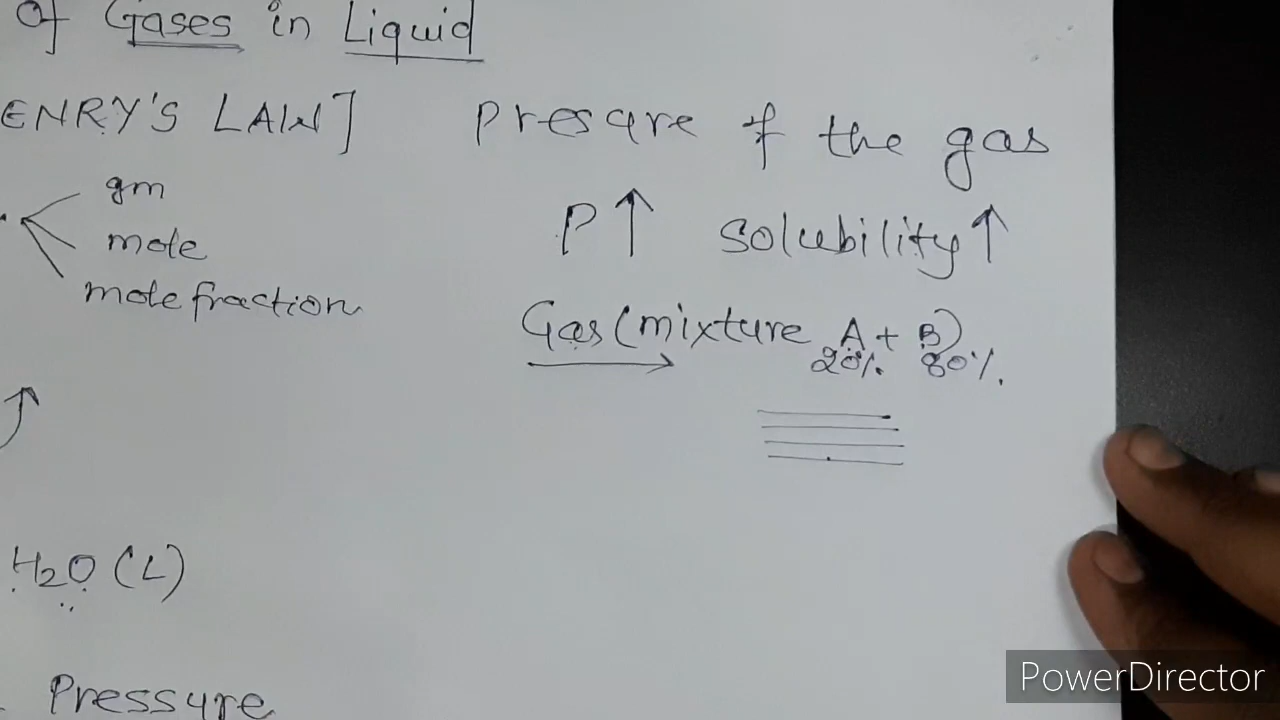 Of Gases in Liquid
ENRY'S LAW]
gm
mole
mole fraction
H2O (L)
Pressure
Presure of the gas
P↑ Solubility↑
Gas (mixture A + B)
20% 80%
PowerDirector